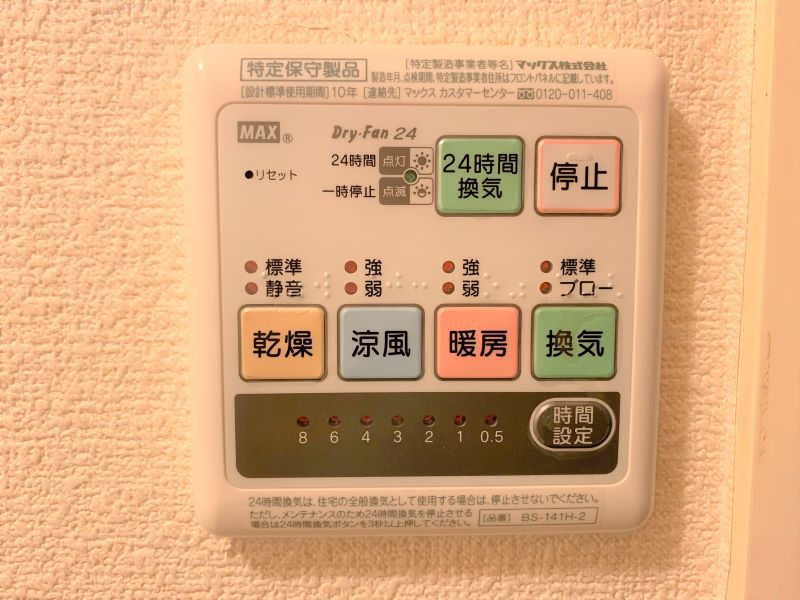 特定保守製品 [特定製造事業者等名] マックス株式会社
製造年月、点検期間、特定製造事業者住所はフロントパネルに記載しています。
[設計標準使用期間] 10年 [連絡先] マックス カスタマーセンター 0120-011-408
MAX® Dry・Fan 24
24時間 点灯
リセット
一時停止 点滅
24時間
換気
停止
標準 強 強 標準
静音 弱 弱 ブロー
乾燥 涼風 暖房 換気
8 6 4 3 2 1 0.5
時間
設定
24時間換気は、住宅の全般換気として使用する場合は、停止させないでください。
ただし、メンテナンスのため24時間換気を停止させる
場合は24時間換気ボタンを3秒以上押してください。
[品番] BS-141H-2